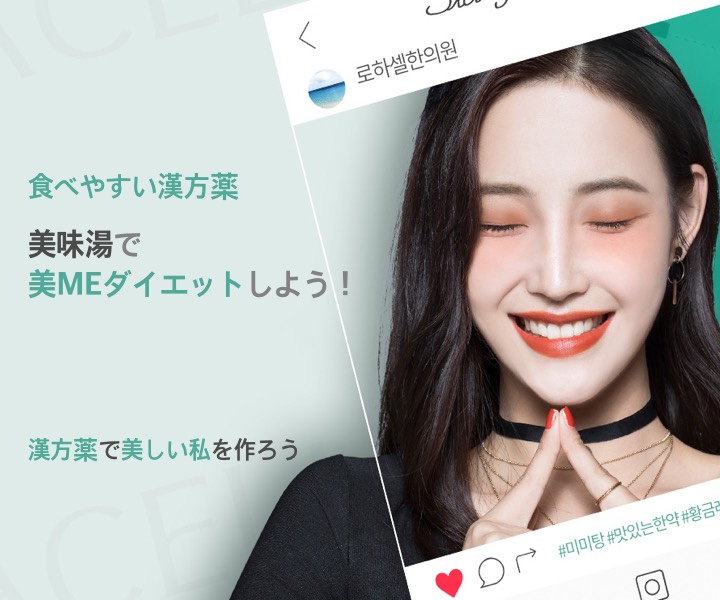 로하셀한의원
食べやすい漢方薬
美味湯で
美MEダイエットしよう！
漢方薬で美しい私を作ろう
#미미탕 #맛있는한약